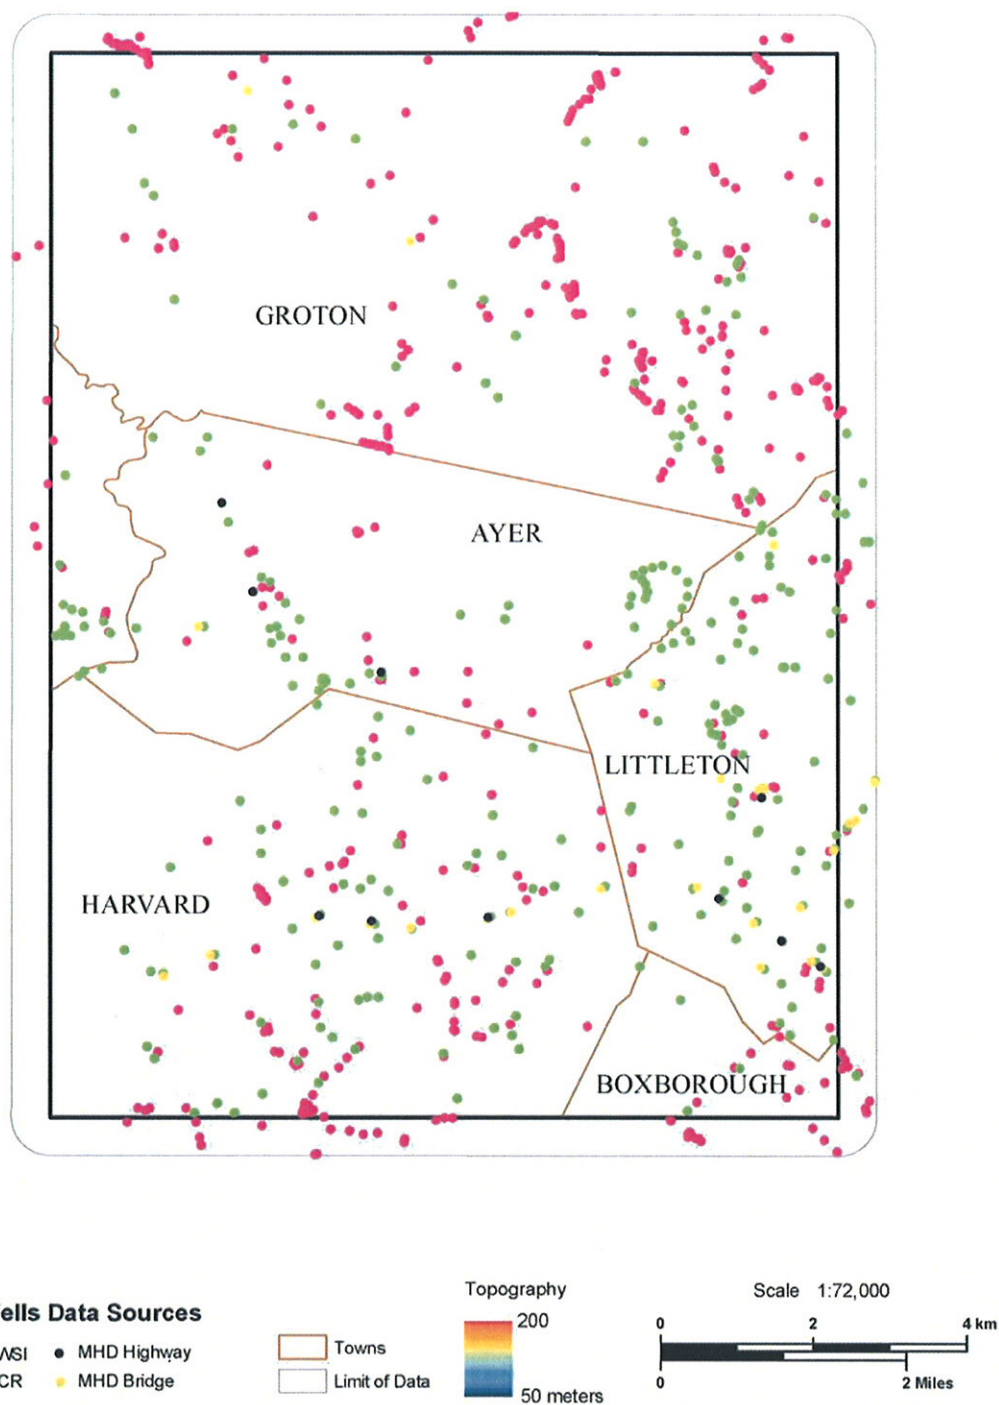 GROTON
AYER
LITTLETON
HARVARD
BOXBOROUGH
ells Data Sources
WSI
MHD Highway
CR
MHD Bridge
Towns
Limit of Data
Topography
200
50 meters
Scale 1:72,000
0 2 4 km
0 2 Miles